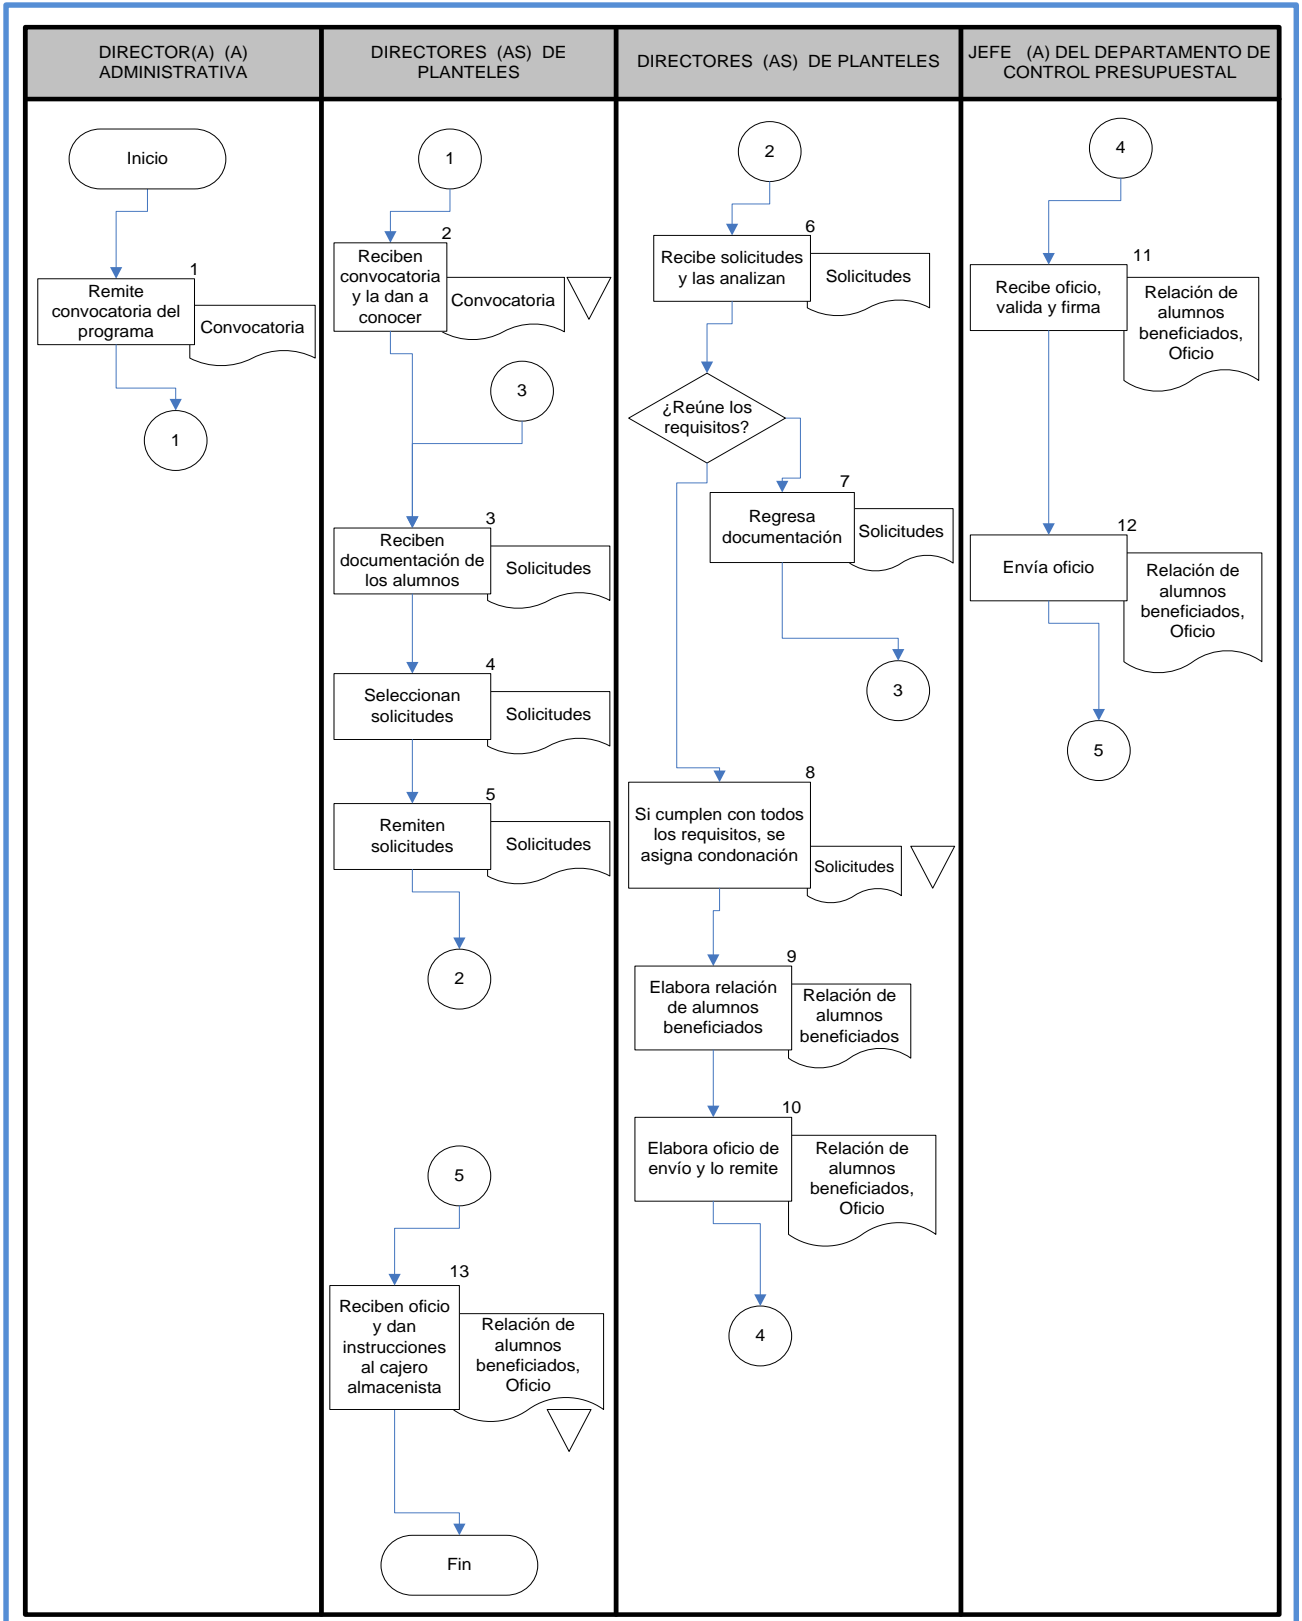 DIRECTOR(A) (A)
ADMINISTRATIVA
DIRECTORES (AS) DE
PLANTELES
DIRECTORES (AS) DE PLANTELES
JEFE (A) DEL DEPARTAMENTO DE
CONTROL PRESUPUESTAL
Inicio
1
Remite
convocatoria del
programa
Convocatoria
1
1
2
Reciben
convocatoria
y la dan a
conocer
Convocatoria
3
3
Reciben
documentación de
los alumnos
Solicitudes
4
Seleccionan
solicitudes
Solicitudes
5
Remiten
solicitudes
Solicitudes
2
5
13
Reciben oficio
y dan
instrucciones
al cajero
almacenista
Relación de
alumnos
beneficiados,
Oficio
Fin
2
6
Recibe solicitudes
y las analizan
Solicitudes
¿Reúne los
requisitos?
7
Regresa
documentación
Solicitudes
3
8
Si cumplen con todos
los requisitos, se
asigna condonación
Solicitudes
9
Elabora relación
de alumnos
beneficiados
Relación de
alumnos
beneficiados
10
Elabora oficio de
envío y lo remite
Relación de
alumnos
beneficiados,
Oficio
4
4
11
Recibe oficio,
valida y firma
Relación de
alumnos
beneficiados,
Oficio
12
Envía oficio
Relación de
alumnos
beneficiados,
Oficio
5